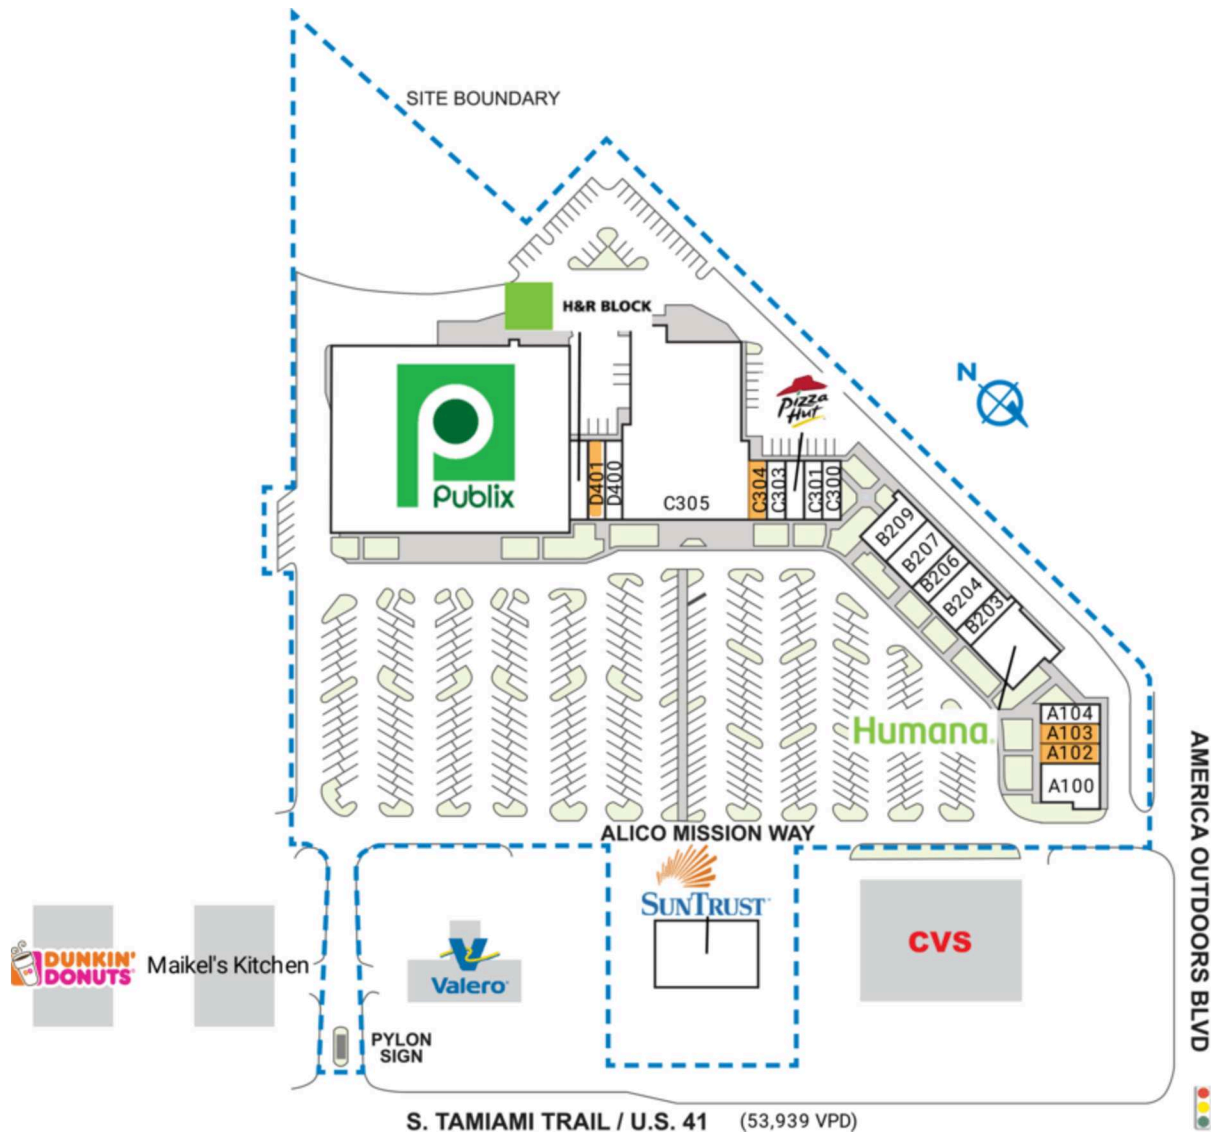 SITE BOUNDARY
H&R BLOCK
N
Pizza
Hut
Publix
D401
D400
C305
C304
C303
C301
C300
B209
B207
B206
B204
B203
Humana
A104
A103
A102
A100
ALICO MISSION WAY
AMERICA OUTDOORS BLVD
SUNTRUST
CVS
DUNKIN'
DONUTS
Maikel's Kitchen
Valero
PYLON
SIGN
S. TAMIAMI TRAIL / U.S. 41 (53,939 VPD)